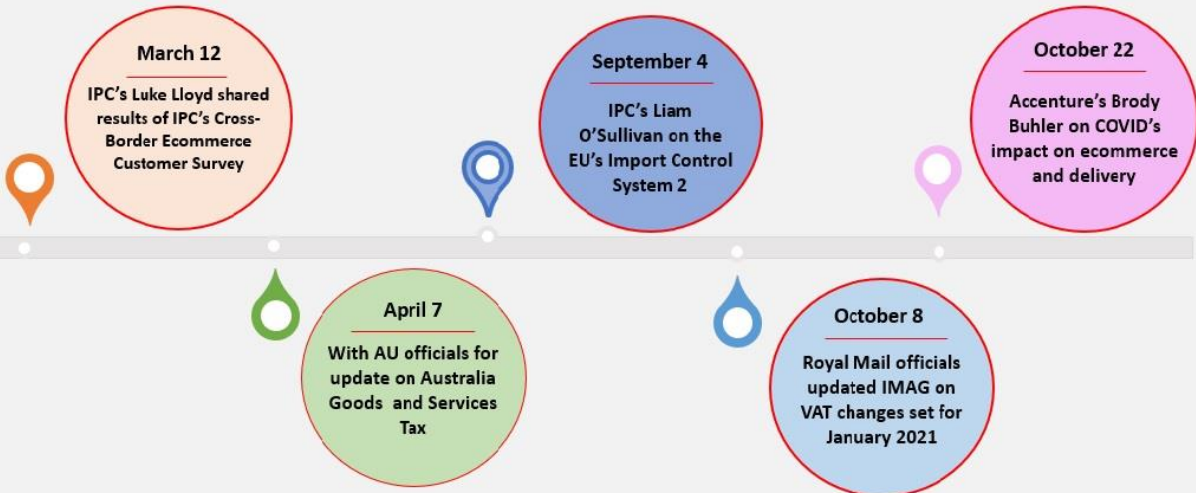 March 12
IPC's Luke Lloyd shared
results of IPC's Cross-
Border Ecommerce
Customer Survey
April 7
With AU officials for
update on Australia
Goods and Services
Tax
September 4
IPC's Liam
O'Sullivan on the
EU's Import Control
System 2
October 8
Royal Mail officials
updated IMAG on
VAT changes set for
January 2021
October 22
Accenture's Brody
Buhler on COVID's
impact on ecommerce
and delivery